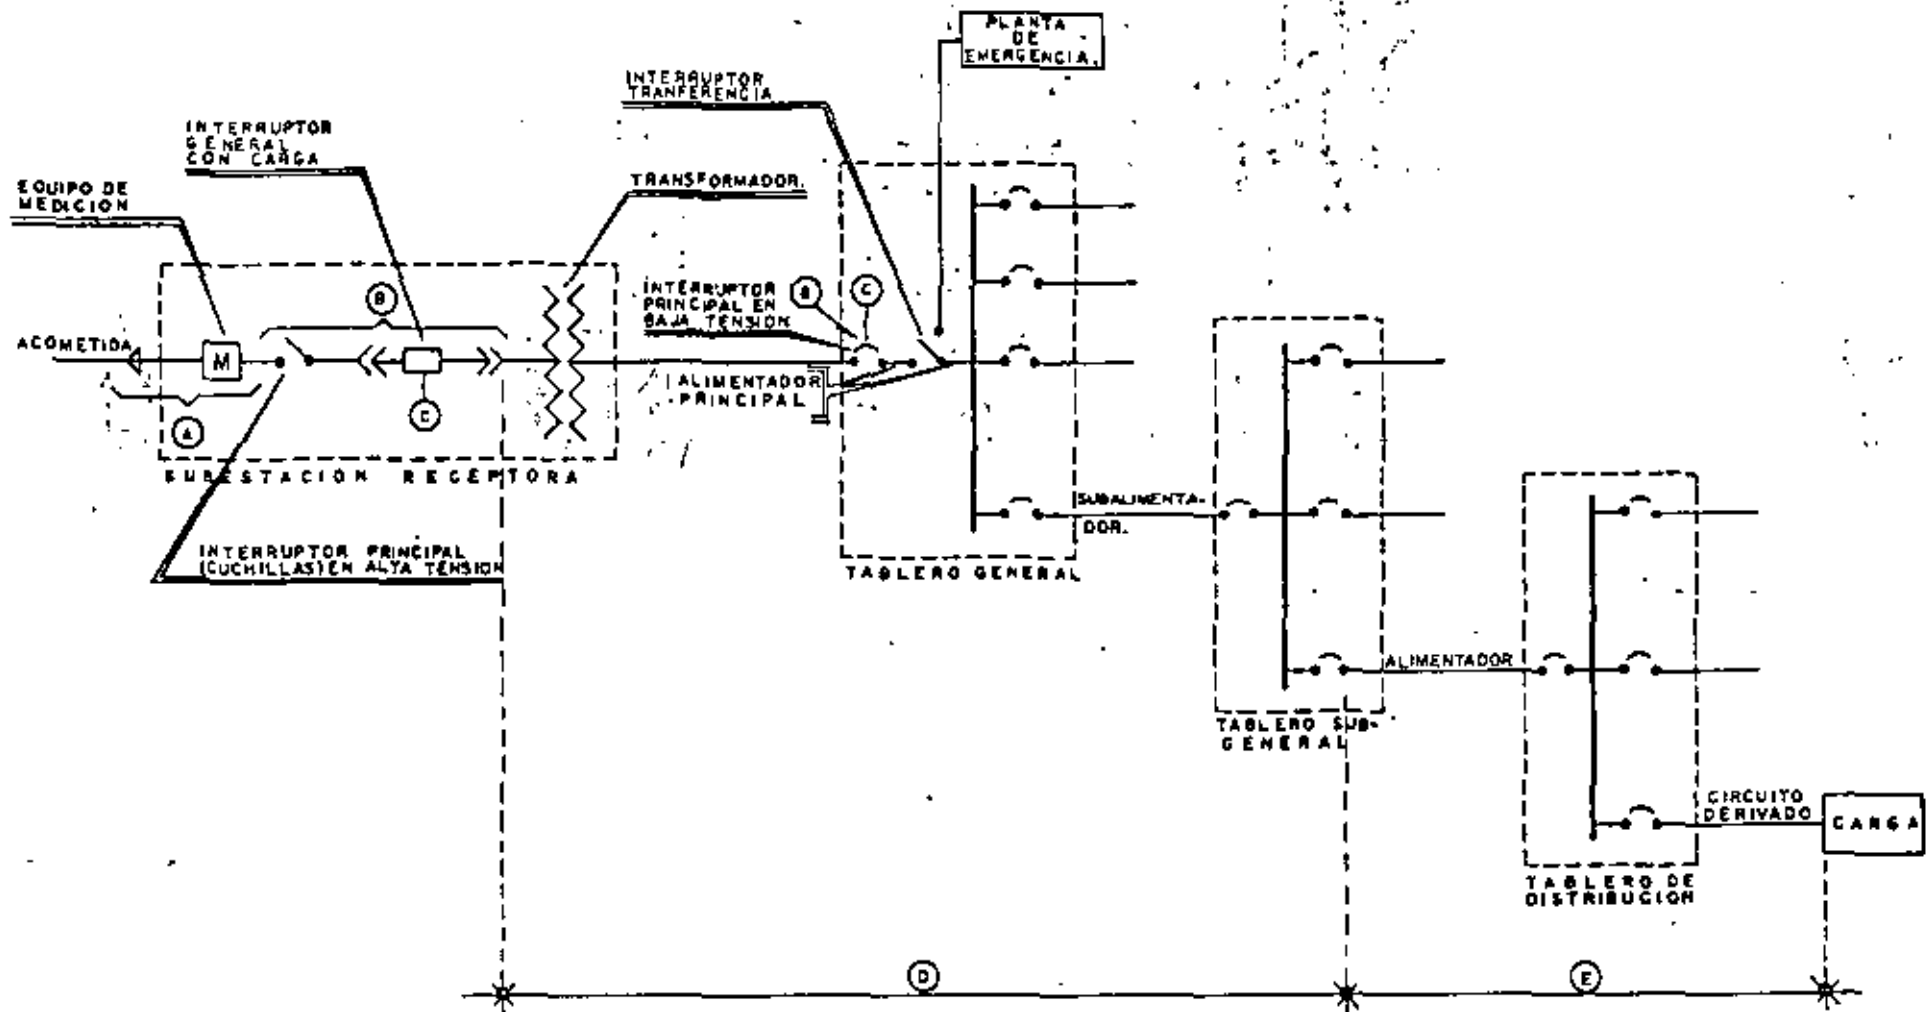 PLANTA
DE
EMERGENCIA.
INTERRUPTOR
TRANFERENCIA
INTERRUPTOR
GENERAL
CON CARGA
EQUIPO DE
MEDICION
TRANSFORMADOR.
B
INTERRUPTOR
PRINCIPAL EN
BAJA TENSION
B
C
ACOMETIDA
M
C
A
ALIMENTADOR
PRINCIPAL
SUBESTACION RECEPTORA
INTERRUPTOR PRINCIPAL
(CUCHILLAS) EN ALTA TENSION
SUBALIMENTA-
DOR.
TABLERO GENERAL
ALIMENTADOR
TABLERO SUB-
GENERAL
CIRCUITO
DERIVADO
CARGA
TABLERO DE
DISTRIBUCION
D
E